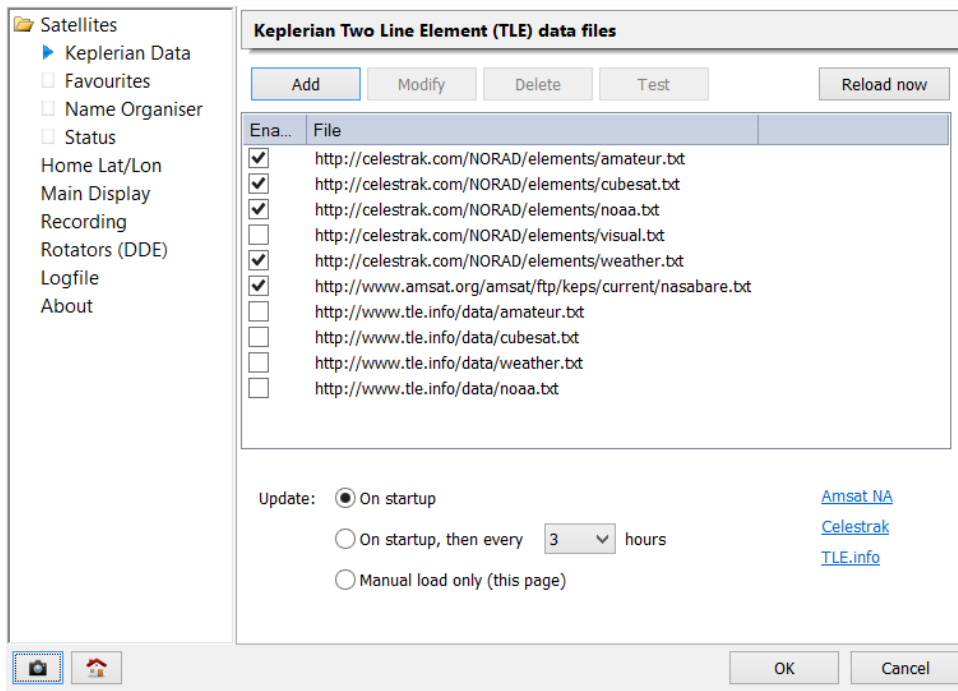 Satellites
Keplerian Data
Favourites
Name Organiser
Status
Home Lat/Lon
Main Display
Recording
Rotators (DDE)
Logfile
About
Keplerian Two Line Element (TLE) data files
Add Modify Delete Test Reload now
Ena... File
http://celestrak.com/NORAD/elements/amateur.txt
http://celestrak.com/NORAD/elements/cubesat.txt
http://celestrak.com/NORAD/elements/noaa.txt
http://celestrak.com/NORAD/elements/visual.txt
http://celestrak.com/NORAD/elements/weather.txt
http://www.amsat.org/amsat/ftp/keps/current/nasabare.txt
http://www.tle.info/data/amateur.txt
http://www.tle.info/data/cubesat.txt
http://www.tle.info/data/weather.txt
http://www.tle.info/data/noaa.txt
Update: On startup
On startup, then every 3 hours
Manual load only (this page)
Amsat NA
Celestrak
TLE.info
OK Cancel